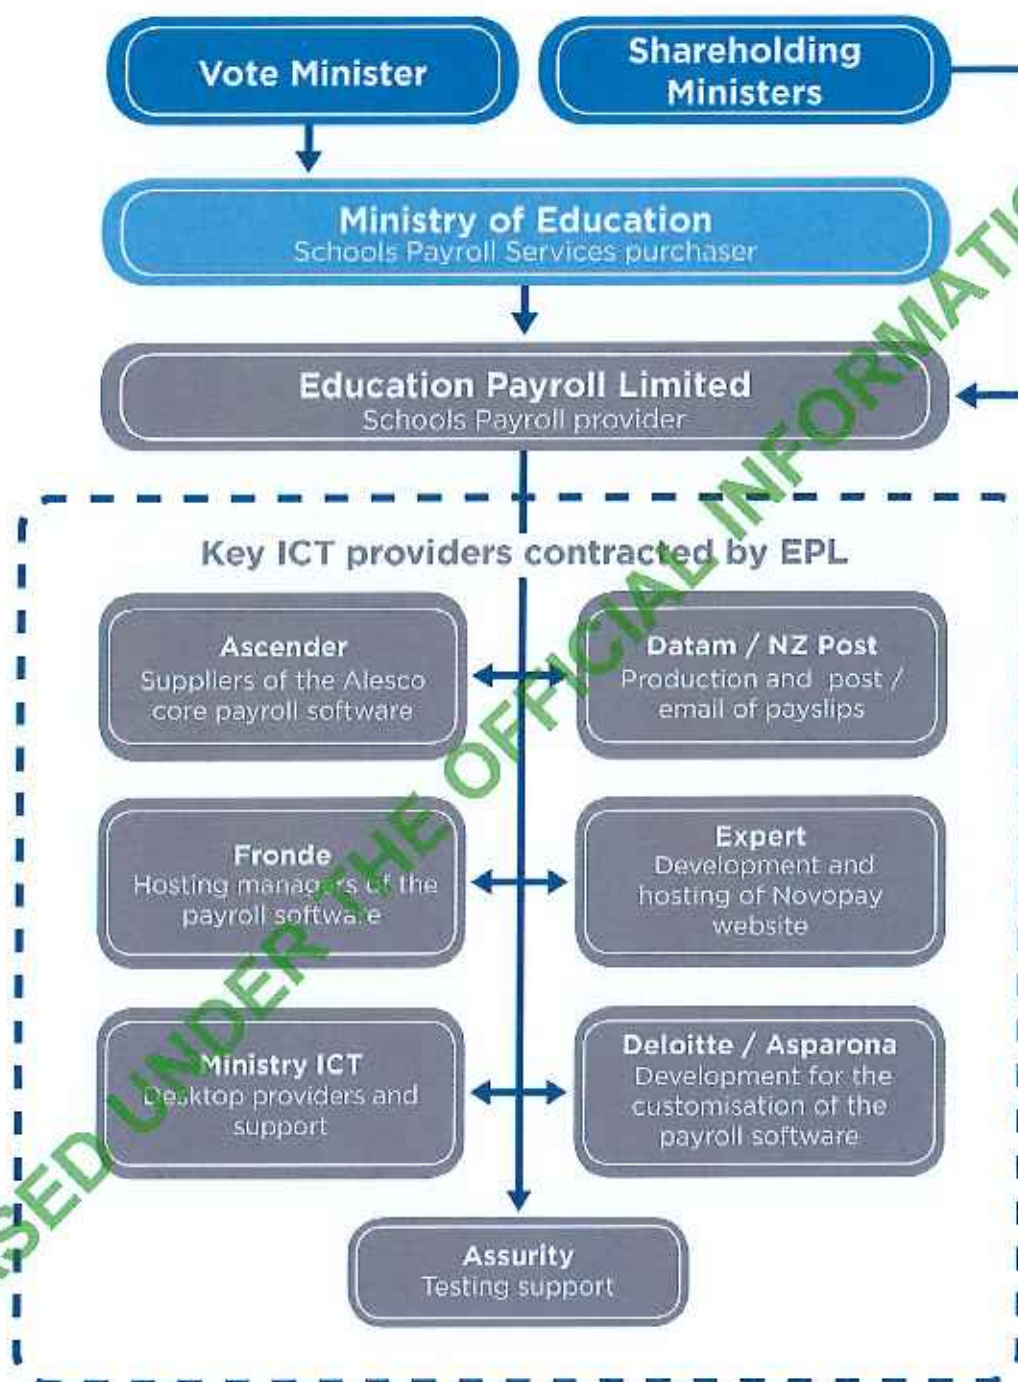 Vote Minister
Shareholding
Ministers
Ministry of Education
Schools Payroll Services purchaser
Education Payroll Limited
Schools Payroll provider
Key ICT providers contracted by EPL
Ascender
Suppliers of the Alesco
core payroll software
Datam / NZ Post
Production and post /
email of payslips
Fronde
Hosting managers of the
payroll software
Expert
Development and
hosting of Novopay
website
Ministry ICT
Desktop providers and
support
Deloitte / Asparona
Development for the
customisation of the
payroll software
Assurity
Testing support
UNDER THE OFFICIAL